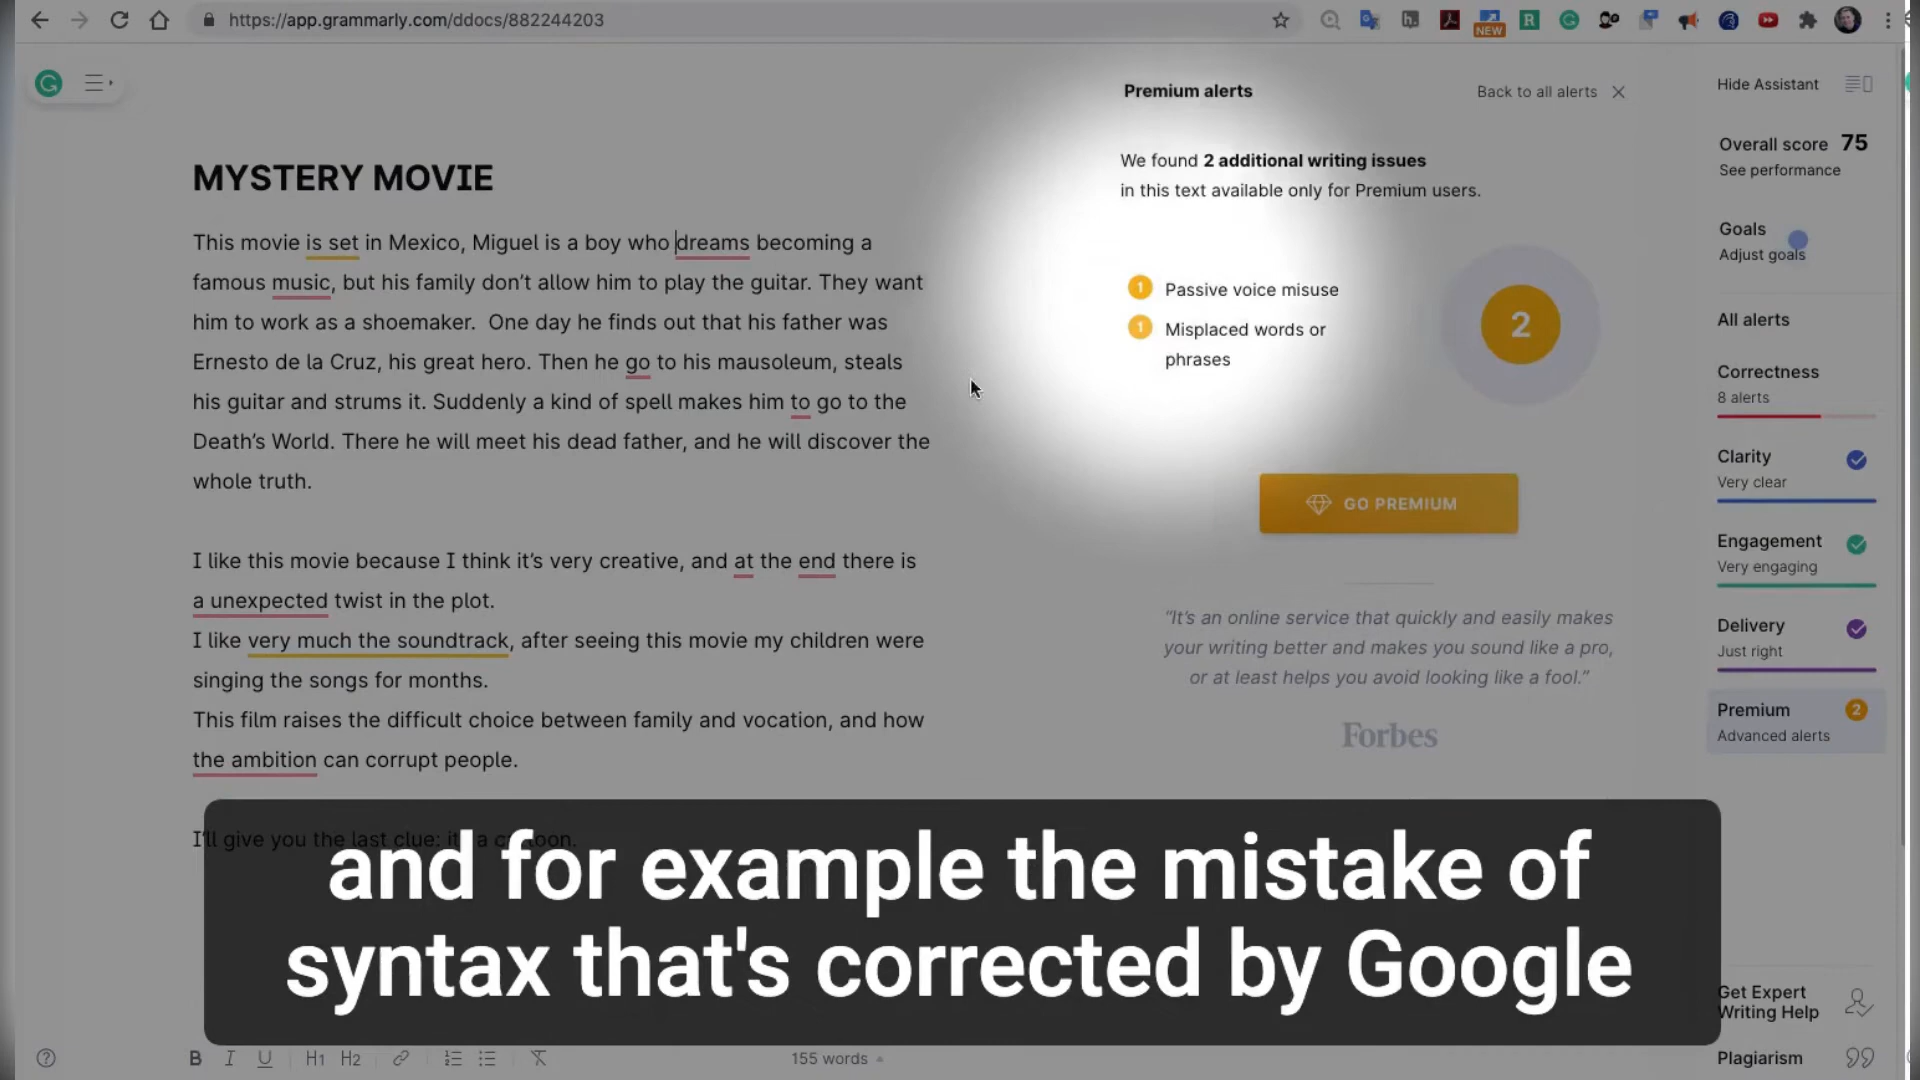 https://app.grammarly.com/ddocs/882244203
NEW
Premium alerts
Back to all alerts
Hide Assistant
MYSTERY MOVIE
This movie is set in Mexico, Miguel is a boy who dreams becoming a
famous music, but his family don’t allow him to play the guitar. They want
him to work as a shoemaker.  One day he finds out that his father was
Ernesto de la Cruz, his great hero. Then he go to his mausoleum, steals
his guitar and strums it. Suddenly a kind of spell makes him to go to the
Death’s World. There he will meet his dead father, and he will discover the
whole truth.
I like this movie because I think it’s very creative, and at the end there is
a unexpected twist in the plot.
I like very much the soundtrack, after seeing this movie my children were
singing the songs for months.
This film raises the difficult choice between family and vocation, and how
the ambition can corrupt people.
I’ll give you the last clue:
We found 2 additional writing issues
in this text available only for Premium users.
1 Passive voice misuse
1 Misplaced words or
phrases
2
GO PREMIUM
“It’s an online service that quickly and easily makes
your writing better and makes you sound like a pro,
or at least helps you avoid looking like a fool.”
Forbes
Overall score 75
See performance
Goals
Adjust goals
All alerts
Correctness
8 alerts
Clarity
Very clear
Engagement
Very engaging
Delivery
Just right
Premium 2
Advanced alerts
and for example the mistake of
syntax that's corrected by Google
Get Expert
Writing Help
B I U H1 H2
155 words
Plagiarism